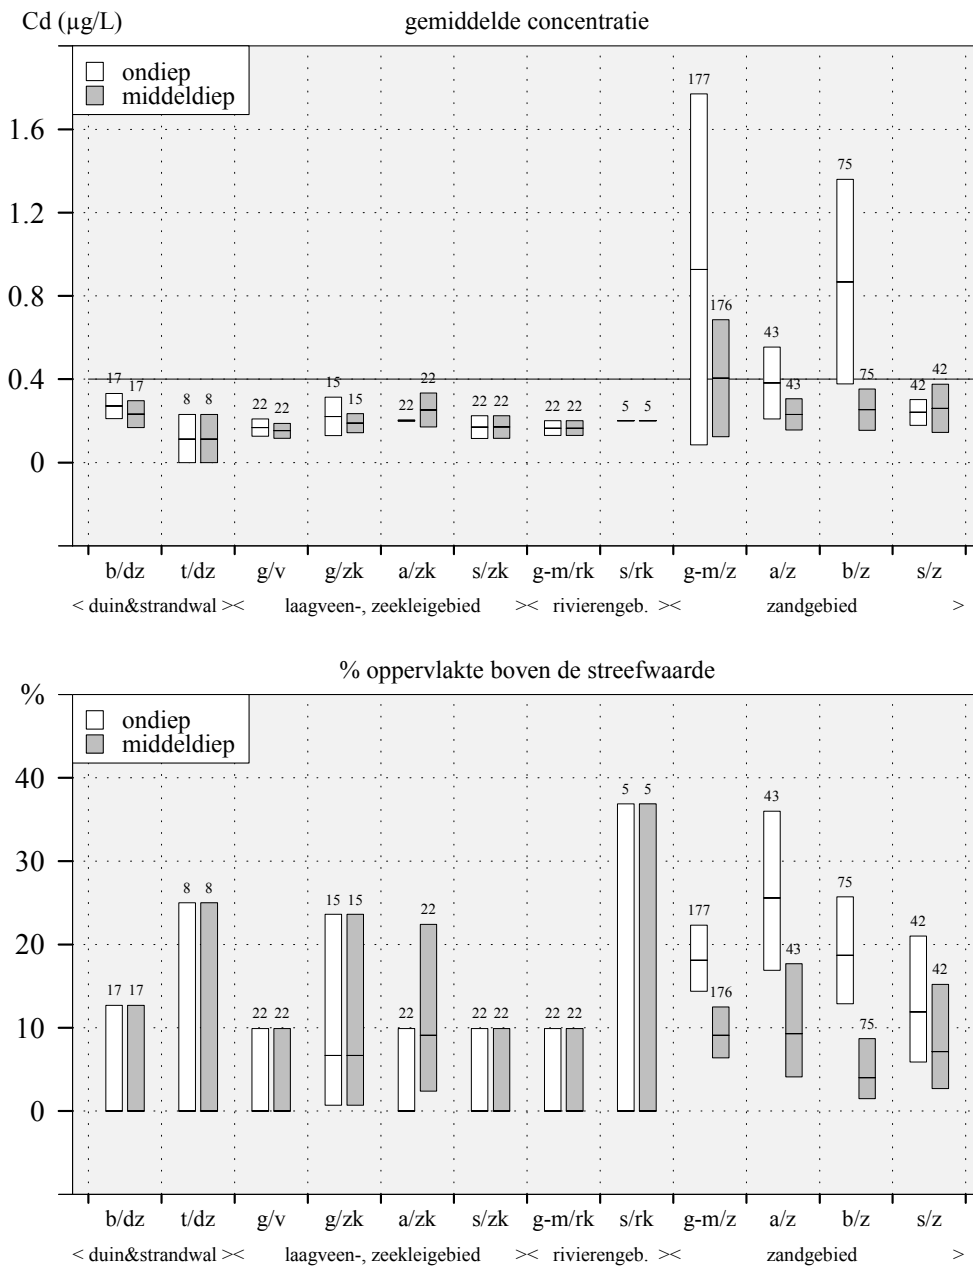 Cd (µg/L) gemiddelde concentratie
ondiep
middeldiep
177
1.6
75
1.2
0.8
176
43
0.4
17 17 8 8 22 22 15 15 22 22 22 22 22 22 5 5 43 75 42 42
0
b/dz t/dz g/v g/zk a/zk s/zk g-m/rk s/rk g-m/z a/z b/z s/z
< duin&strandwal >< laagveen-, zeekleigebied >< rivierengeb. >< zandgebied >
% oppervlakte boven de streefwaarde
%
ondiep
middeldiep
40
5 5 43
30
8 8 15 15 22 75
20
177 42
43 42
17 17 176
22 22 22 22 22 22 22 75
10
0
b/dz t/dz g/v g/zk a/zk s/zk g-m/rk s/rk g-m/z a/z b/z s/z
< duin&strandwal >< laagveen-, zeekleigebied >< rivierengeb. >< zandgebied >